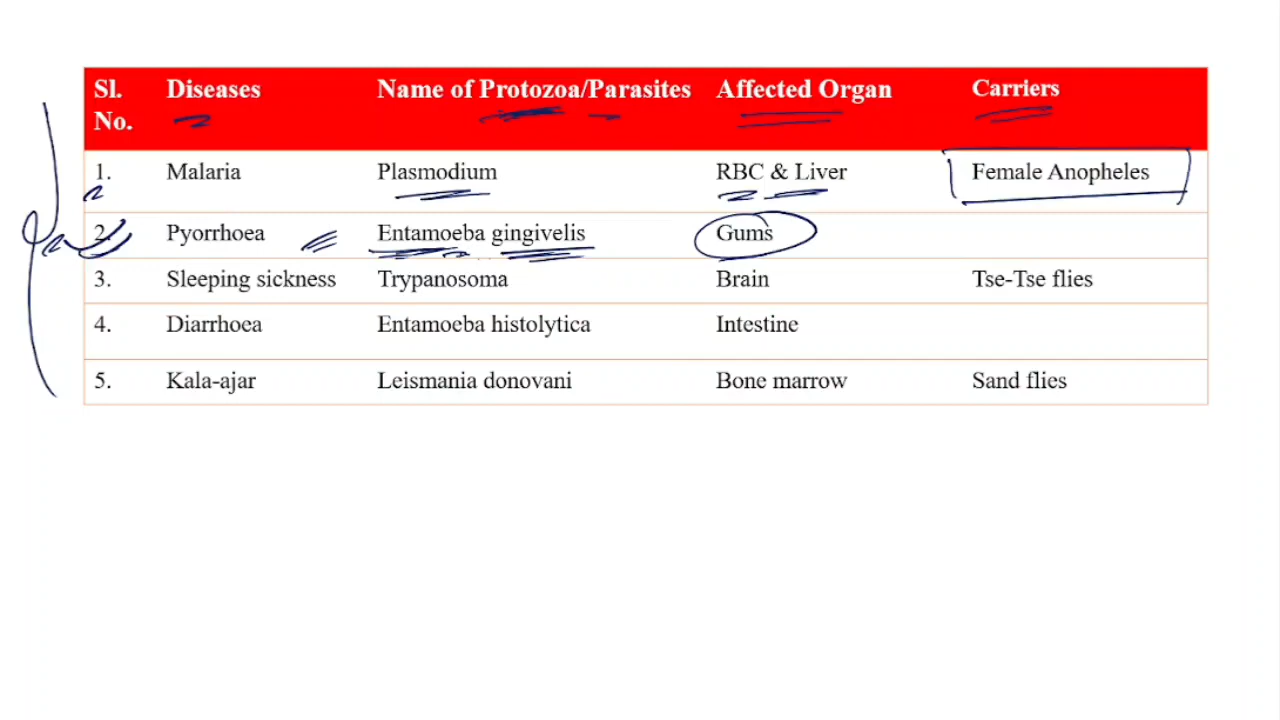 Sl. No. Diseases Name of Protozoa/Parasites Affected Organ Carriers
1. Malaria Plasmodium RBC & Liver Female Anopheles
2. Pyorrhoea Entamoeba gingivelis Gums
3. Sleeping sickness Trypanosoma Brain Tse-Tse flies
4. Diarrhoea Entamoeba histolytica Intestine
5. Kala-ajar Leismania donovani Bone marrow Sand flies